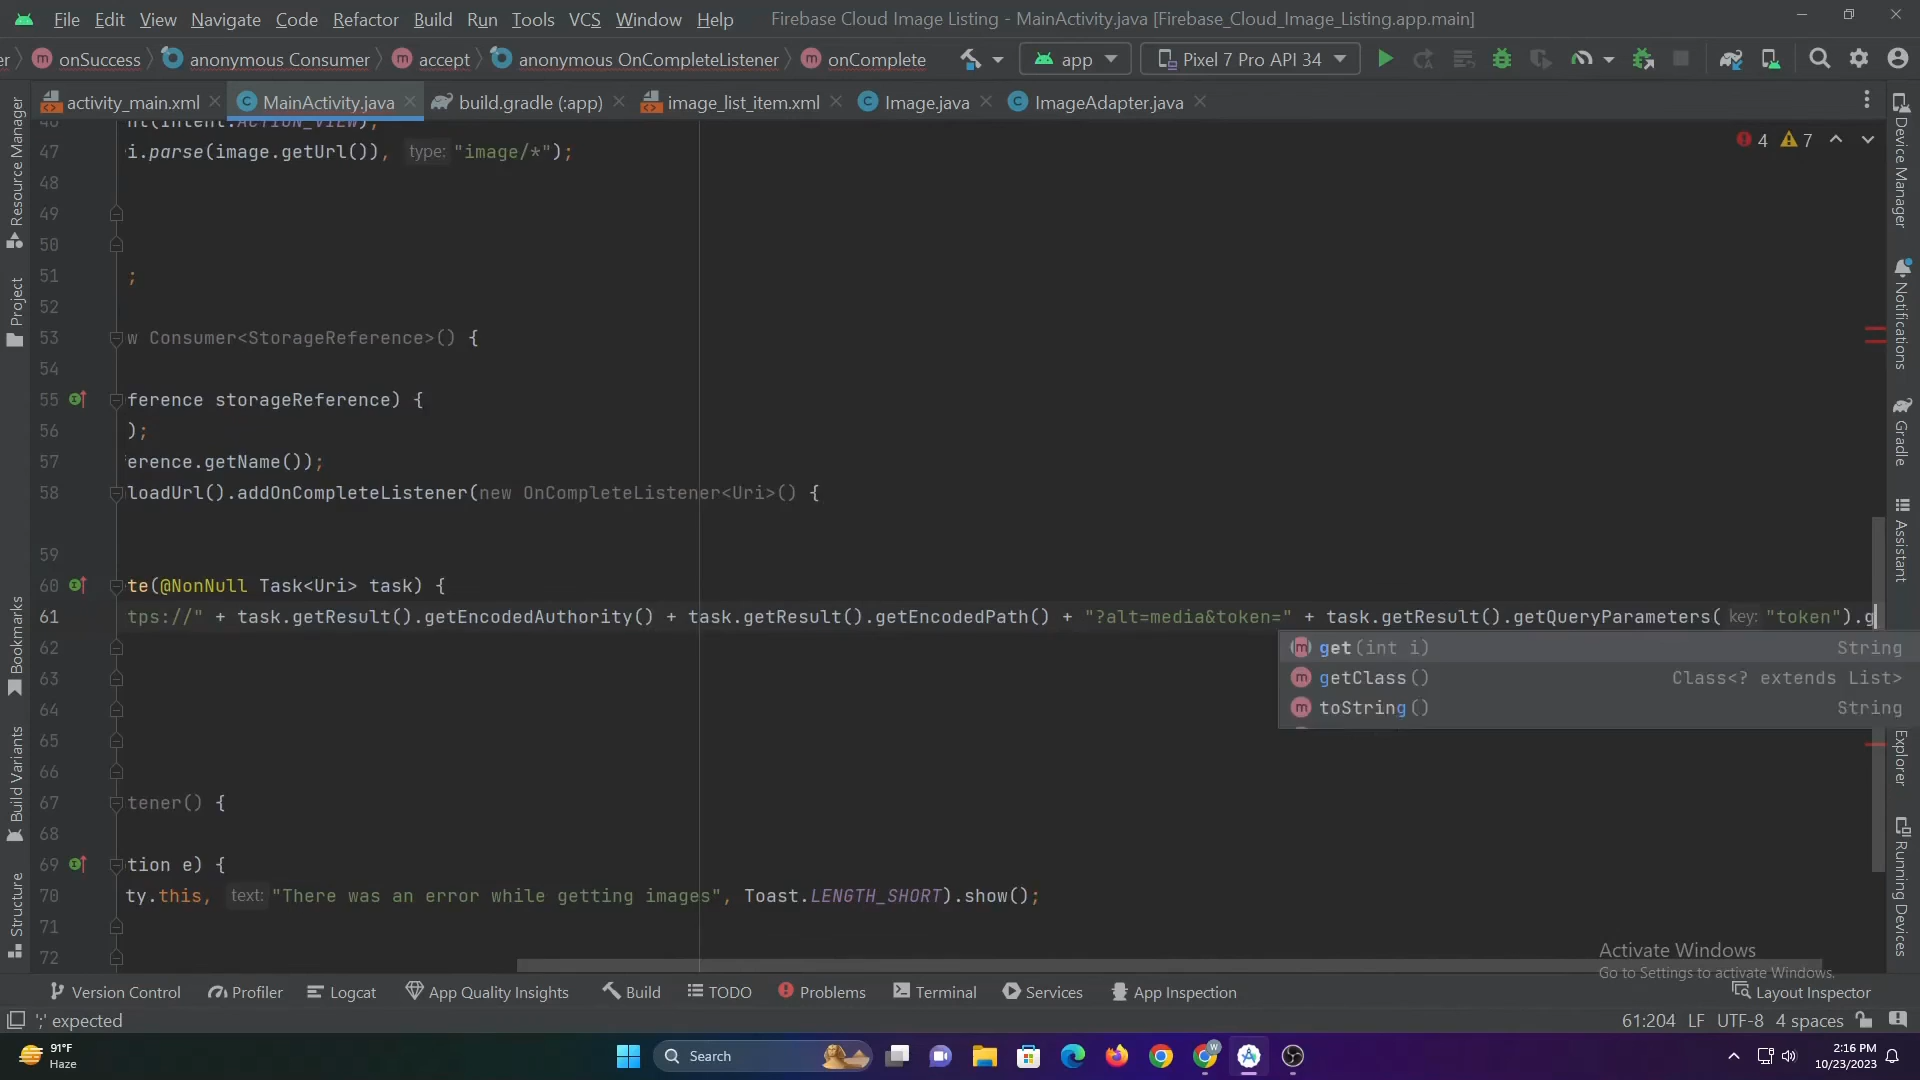 File Edit View Navigate Code Refactor Build Run Tools VCS Window Help Firebase Cloud Image Listing - MainActivity.java [Firebase_Cloud_Image_Listing.app.main]
onSuccess anonymous Consumer accept anonymous OnCompleteListener onComplete app Pixel 7 Pro API 34
activity_main.xml MainActivity.java build.gradle (:app) image_list_item.xml Image.java ImageAdapter.java
4 7
47 i.parse(image.getUrl()), type: "image/*");
48
49
50
51 ;
52
53 w Consumer<StorageReference>() {
54
55 ference storageReference) {
56 );
57 erence.getName());
58 loadUrl().addOnCompleteListener(new OnCompleteListener<Uri>() {
59
60 te(@NonNull Task<Uri> task) {
61 tps://" + task.getResult().getEncodedAuthority() + task.getResult().getEncodedPath() + "?alt=media&token=" + task.getResult().getQueryParameters( key: "token").g
62
get(int i) String
63
getClass() Class<? extends List>
64
toString() String
65
66
67 tener() {
68
69 tion e) {
70 ty.this, text: "There was an error while getting images", Toast.LENGTH_SHORT).show();
71
72
Resource Manager
Project
Bookmarks
Build Variants
Structure
Device Manager
Notifications
Gradle
Assistant
Explorer
Running Devices
Activate Windows
Go to Settings to activate Windows.
Version Control Profiler Logcat App Quality Insights Build TODO Problems Terminal Services App Inspection Layout Inspector
';' expected 61:204 LF UTF-8 4 spaces
91°F
Haze
Search
2:16 PM
10/23/2023